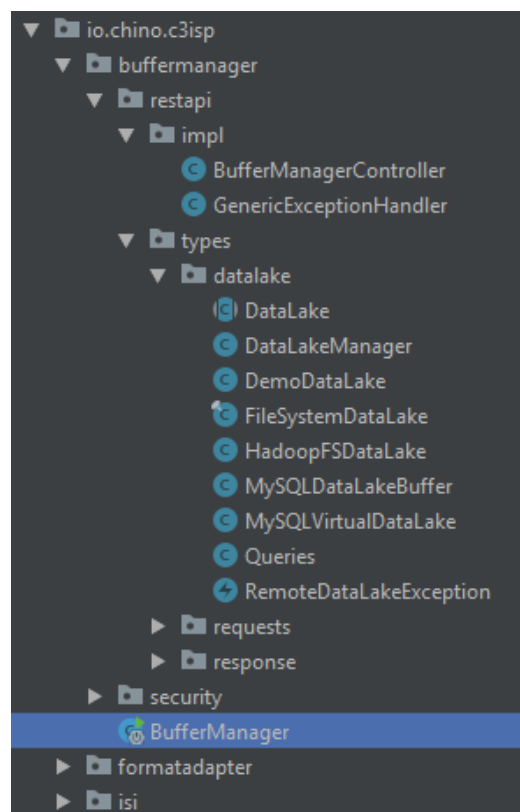 io.chino.c3isp
buffermanager
restapi
impl
BufferManagerController
GenericExceptionHandler
types
datalake
DataLake
DataLakeManager
DemoDataLake
FileSystemDataLake
HadoopFSDataLake
MySQLDataLakeBuffer
MySQLVirtualDataLake
Queries
RemoteDataLakeException
requests
response
security
BufferManager
formatadapter
isi